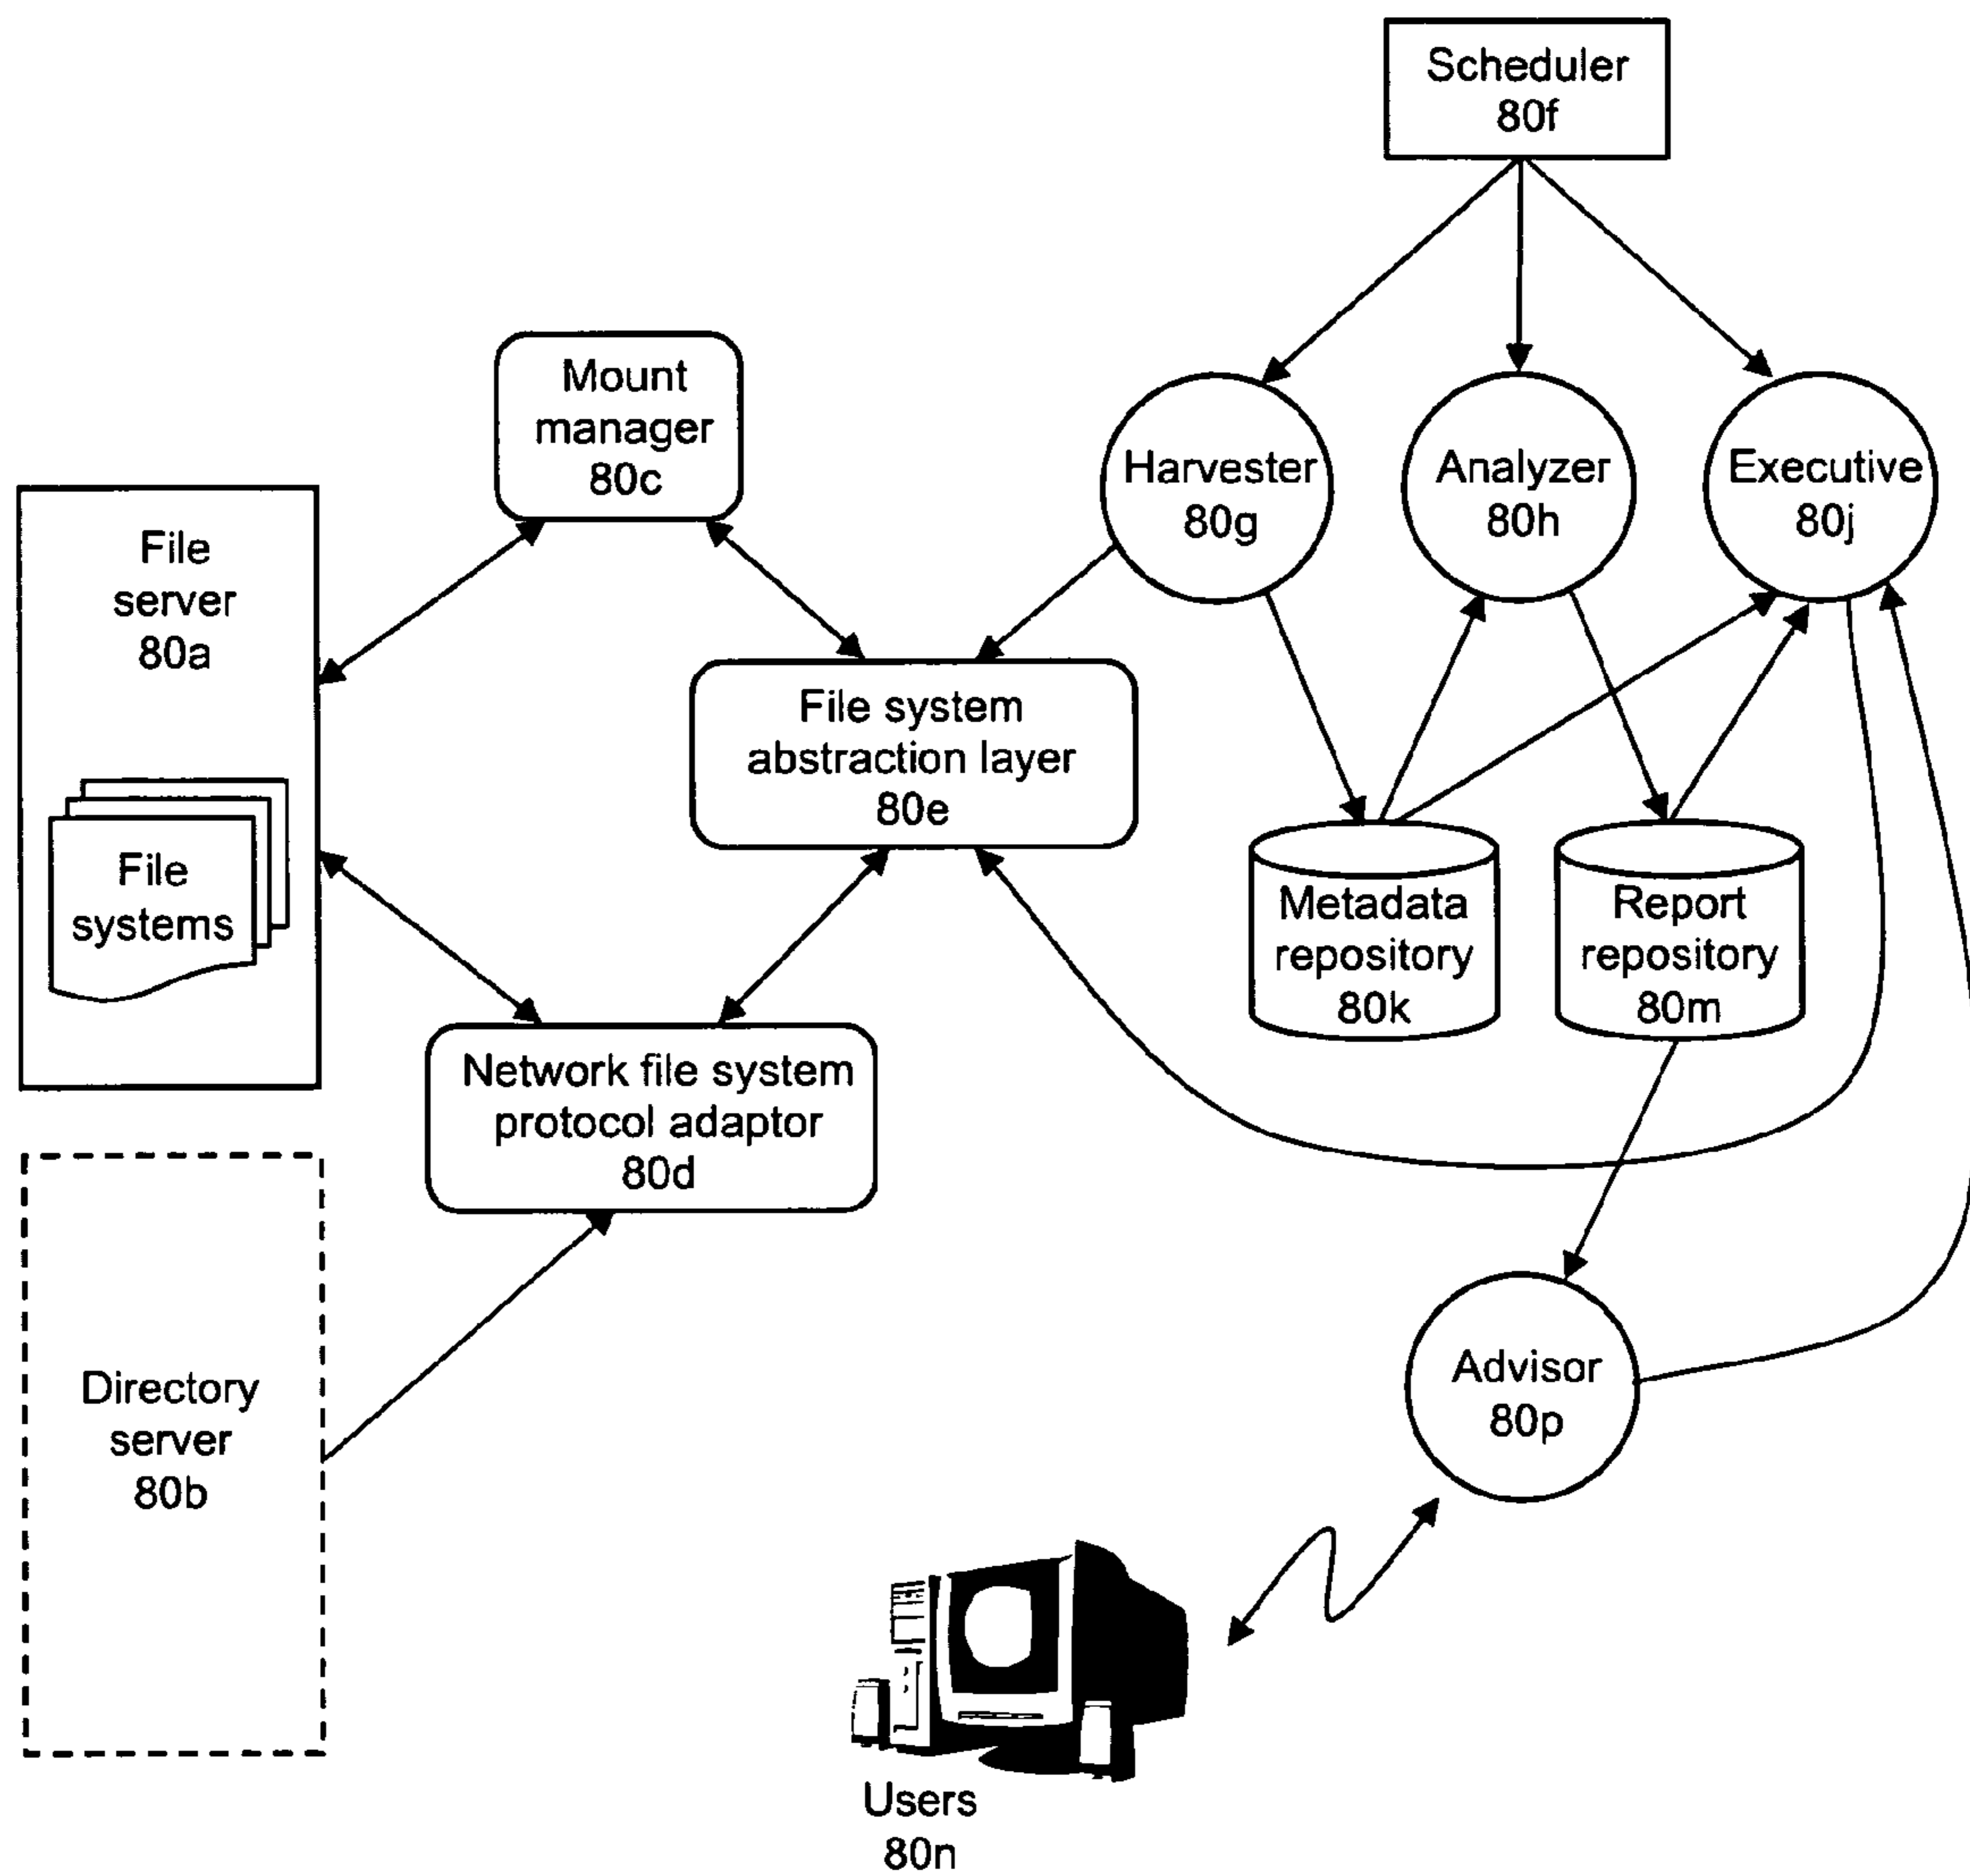 Scheduler
80f
Mount
manager
80c
Harvester
80g
Analyzer
80h
Executive
80j
File
server
80a
File system
abstraction layer
80e
File
systems
Metadata
repository
80k
Report
repository
80m
Network file system
protocol adaptor
80d
Directory
server
80b
Advisor
80p
Users
80n